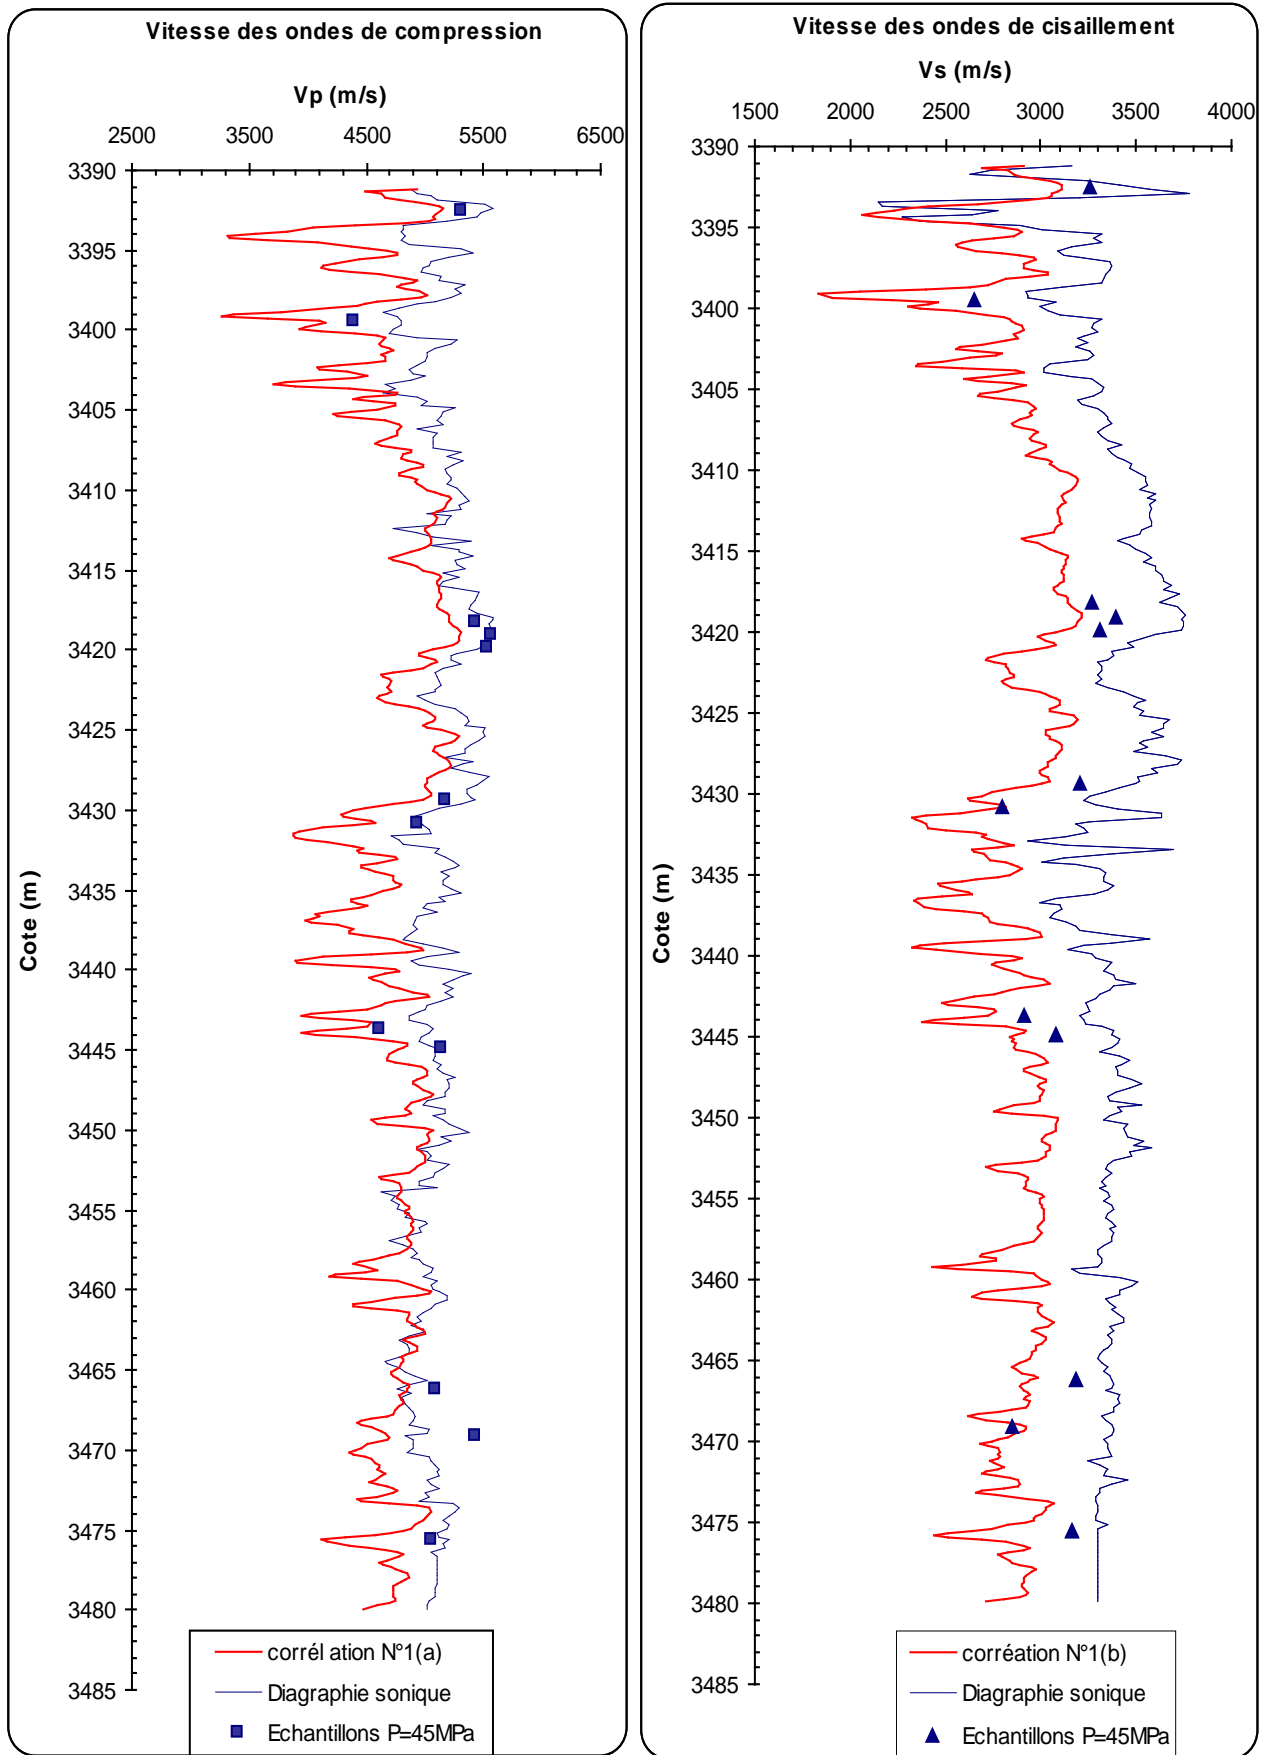 Vitesse des ondes de compression
Vp (m/s)
2500 3500 4500 5500 6500
3390
3395
3400
3405
3410
3415
3420
3425
3430
3435
3440
3445
3450
3455
3460
3465
3470
3475
3480
3485
Cote (m)
corrél ation N°1(a)
Diagraphie sonique
Echantillons P=45MPa
Vitesse des ondes de cisaillement
Vs (m/s)
1500 2000 2500 3000 3500 4000
3390
3395
3400
3405
3410
3415
3420
3425
3430
3435
3440
3445
3450
3455
3460
3465
3470
3475
3480
3485
Cote (m)
corréation N°1(b)
Diagraphie sonique
Echantillons P=45MPa